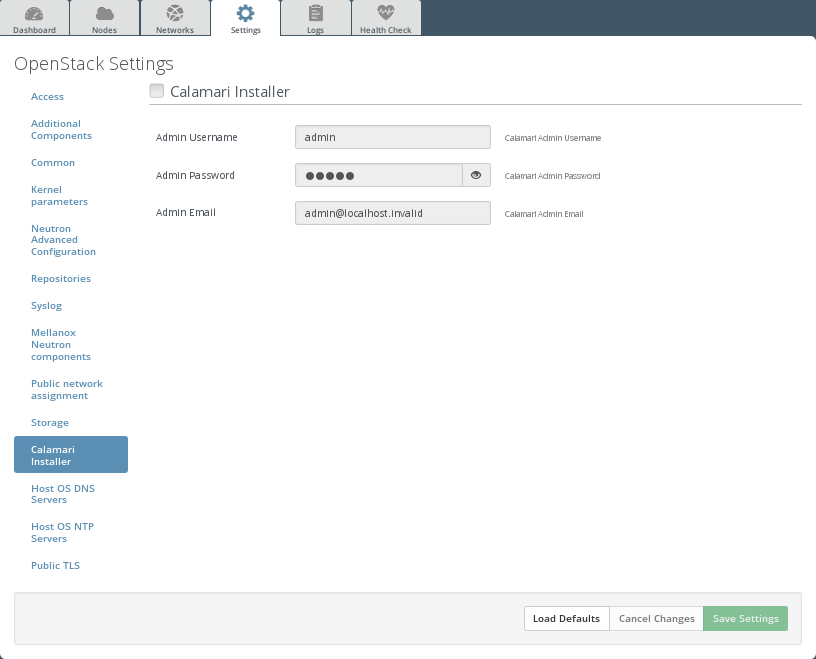 Dashboard
Nodes
Networks
Settings
Logs
Health Check
OpenStack Settings
Access
Additional
Components
Common
Kernel
parameters
Neutron
Advanced
Configuration
Repositories
Syslog
Mellanox
Neutron
components
Public network
assignment
Storage
Calamari
Installer
Host OS DNS
Servers
Host OS NTP
Servers
Public TLS
Calamari Installer
Admin Username
admin
Calamari Admin Username
Admin Password
●●●●●
Calamari Admin Password
Admin Email
admin@localhost.invalid
Calamari Admin Email
Load Defaults
Cancel Changes
Save Settings